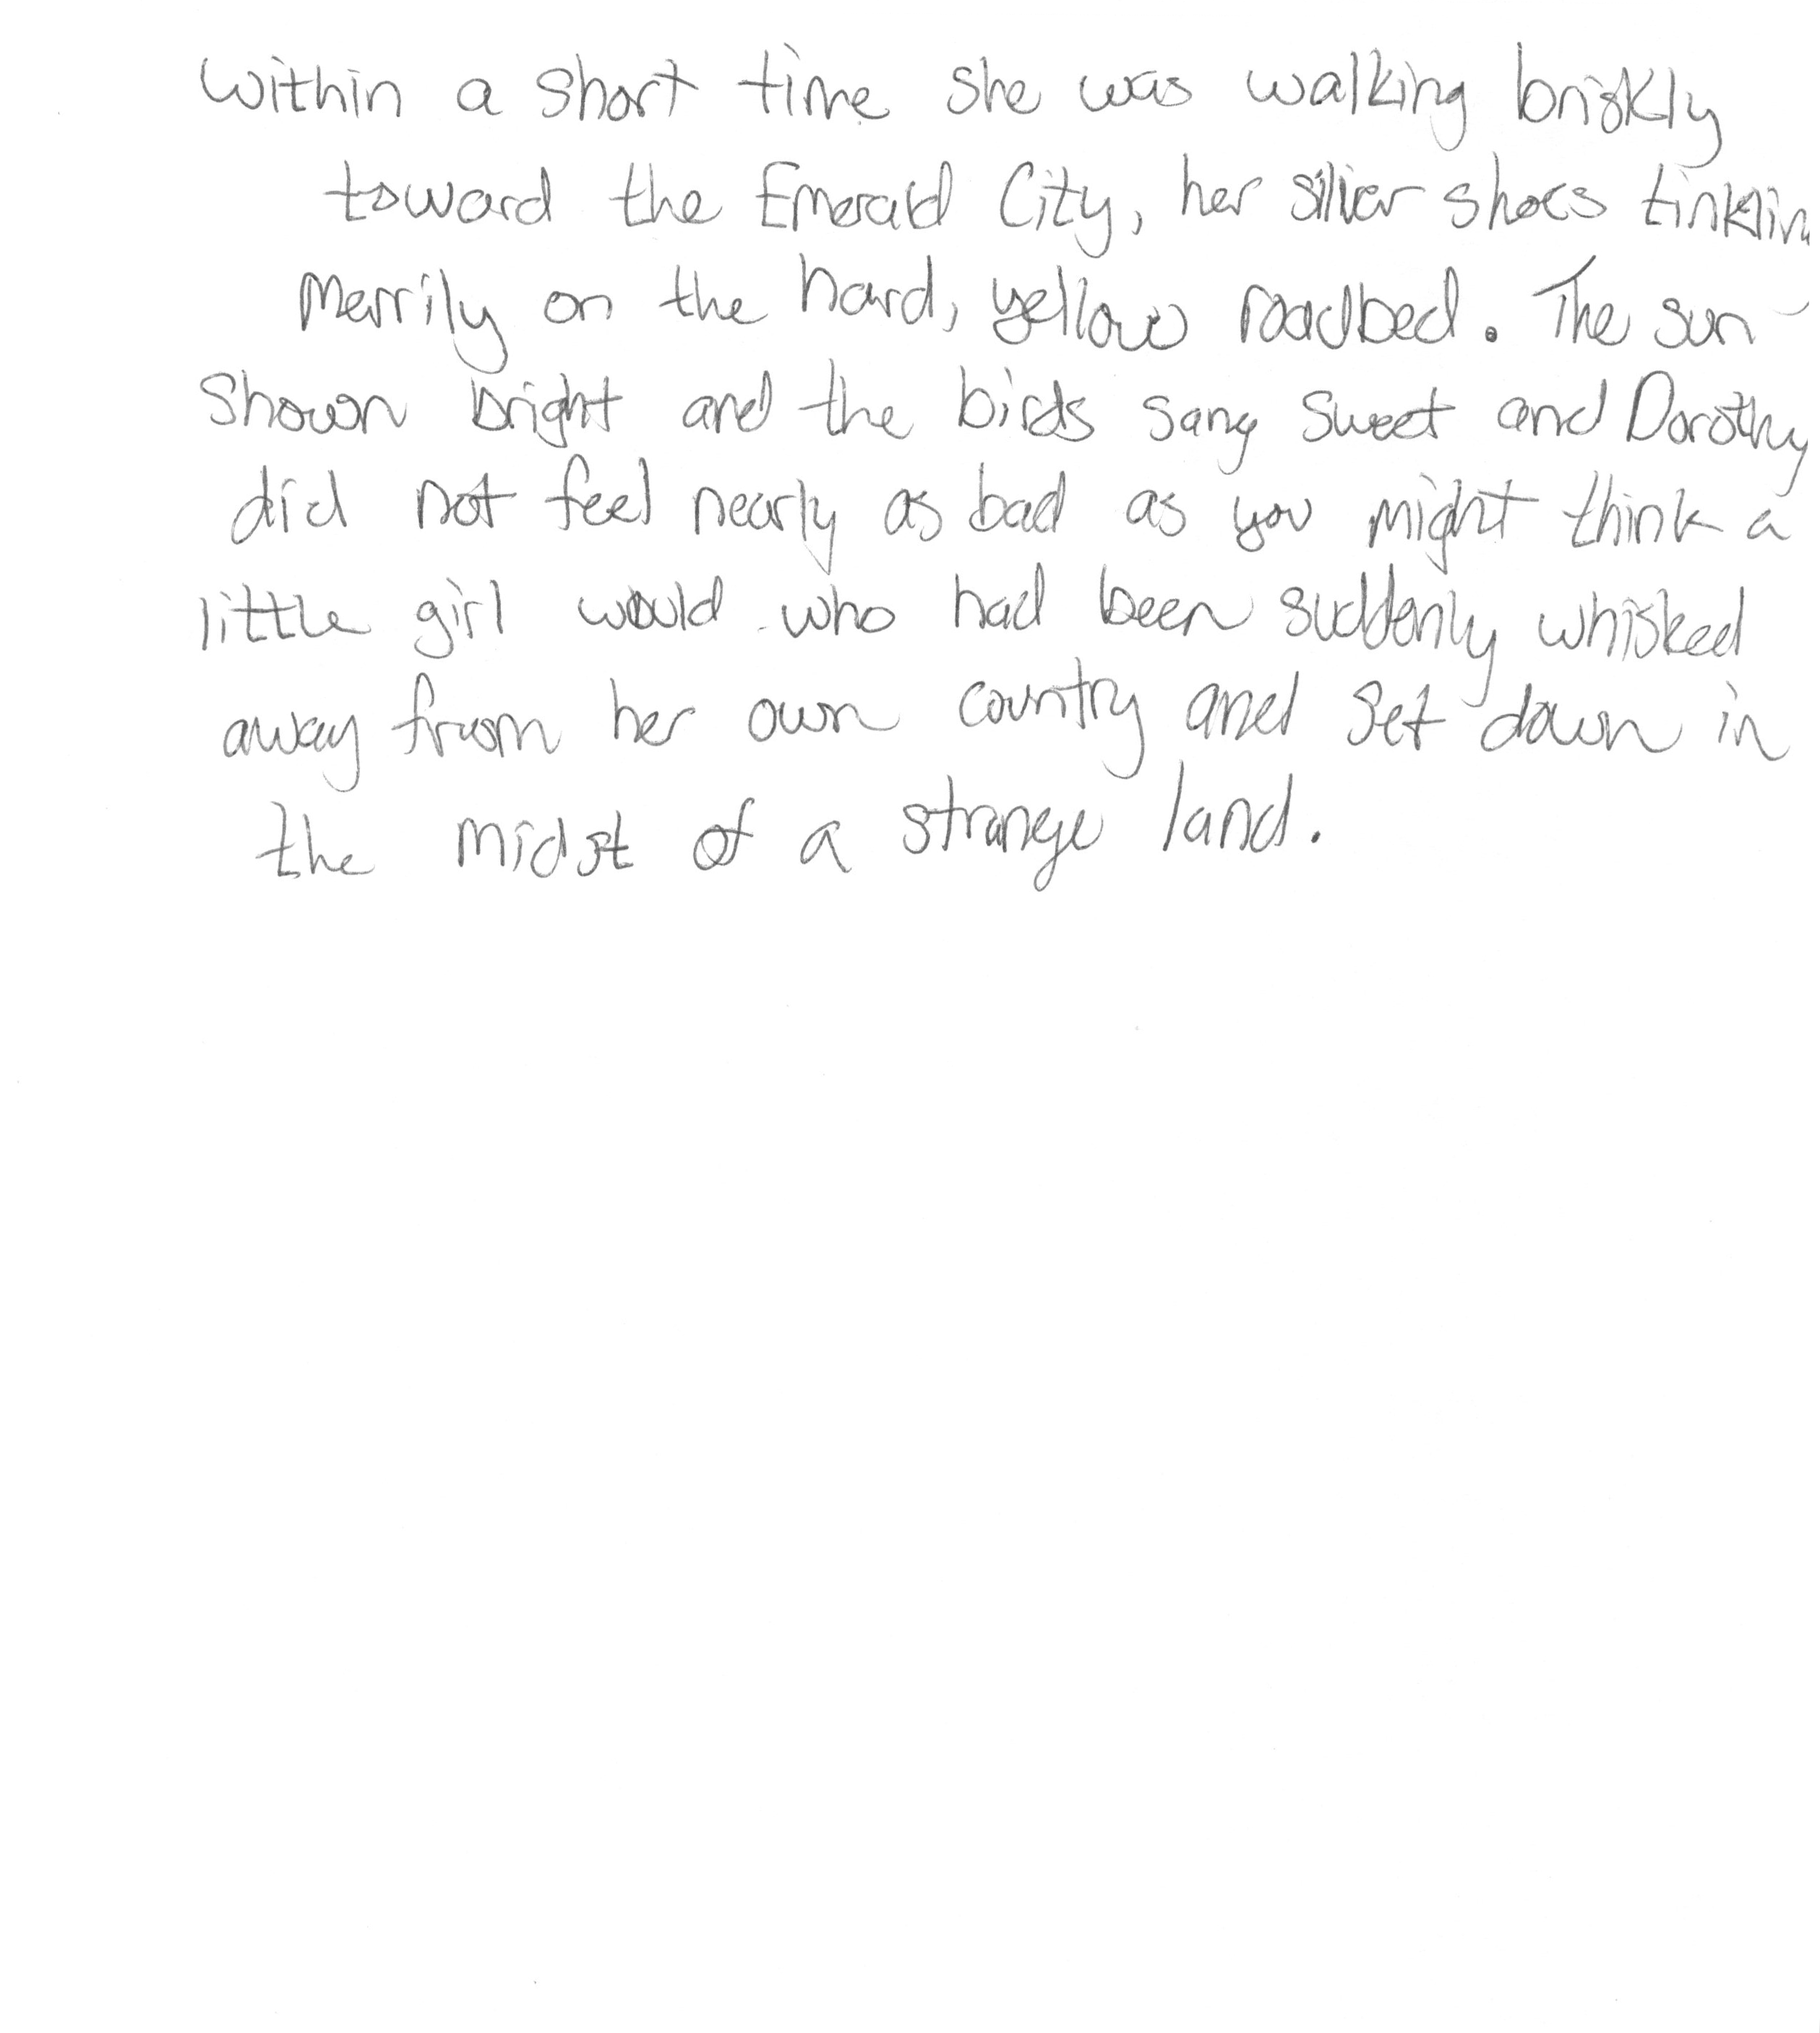 Within a short time she was walking briskly
toward the Emerald City, her silver shoes tinklin
merrily on the hard, yellow roadbed. The sun
shown bright and the birds sang sweet and Dorothy
did not feel nearly as bad as you might think a
little girl would who had been suddenly whisked
away from her own country and set down in
the midst of a strange land.